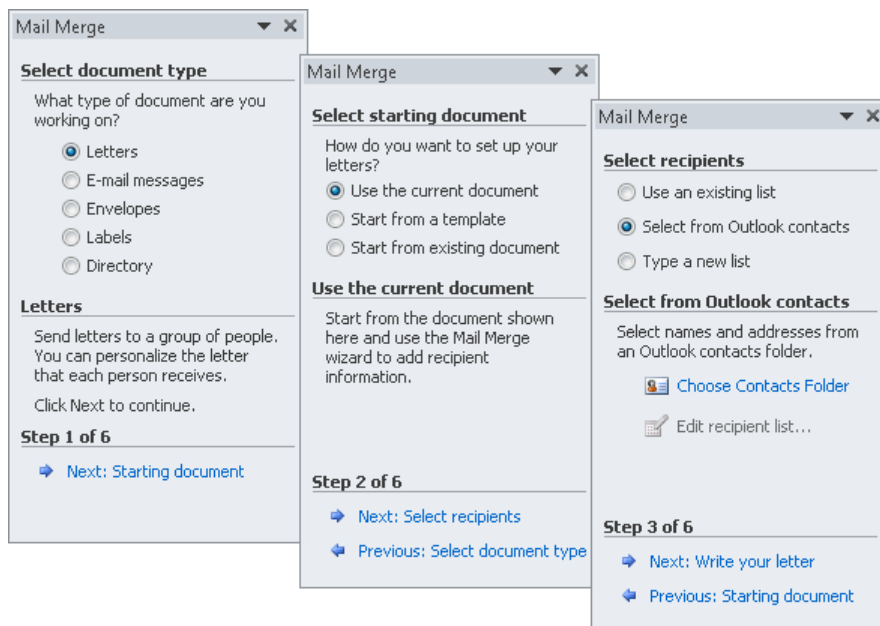 Mail Merge
Select document type
What type of document are you
working on?
Letters
E-mail messages
Envelopes
Labels
Directory
Letters
Send letters to a group of people.
You can personalize the letter
that each person receives.
Click Next to continue.
Step 1 of 6
Next: Starting document
Mail Merge
Select starting document
How do you want to set up your
letters?
Use the current document
Start from a template
Start from existing document
Use the current document
Start from the document shown
here and use the Mail Merge
wizard to add recipient
information.
Step 2 of 6
Next: Select recipients
Previous: Select document type
Mail Merge
Select recipients
Use an existing list
Select from Outlook contacts
Type a new list
Select from Outlook contacts
Select names and addresses from
an Outlook contacts folder.
Choose Contacts Folder
Edit recipient list...
Step 3 of 6
Next: Write your letter
Previous: Starting document